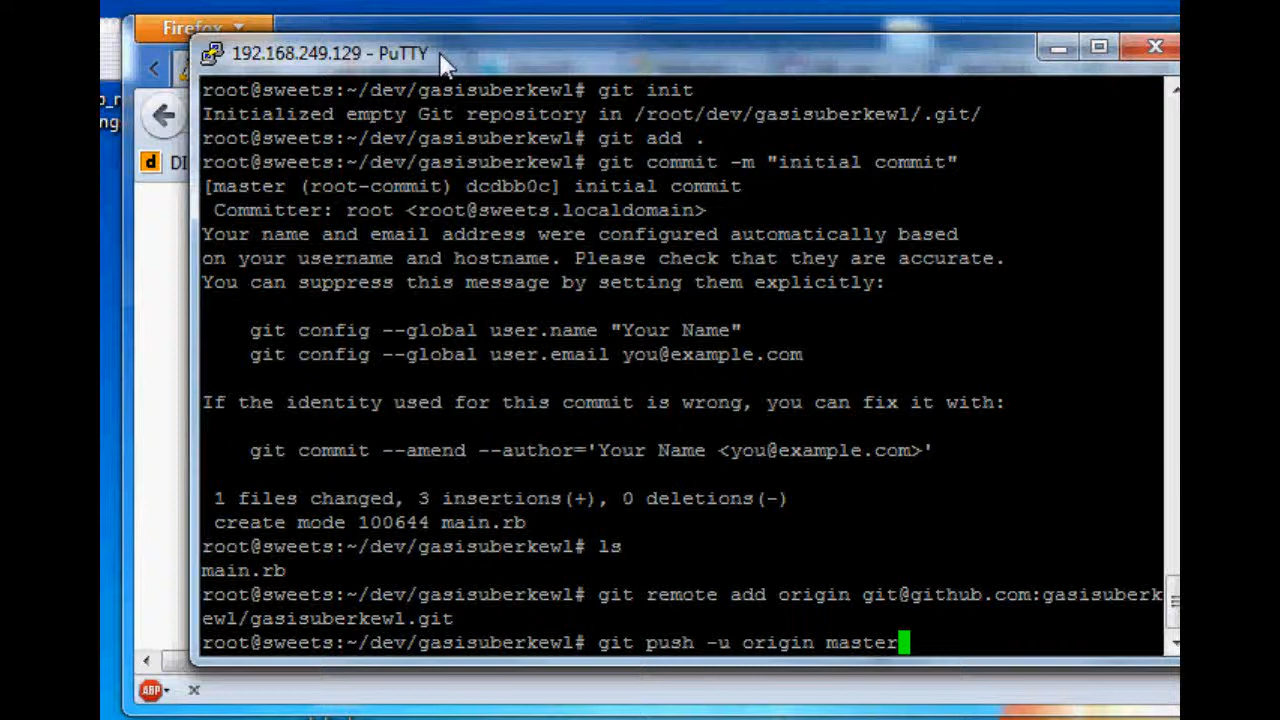 Firefox
192.168.249.129 - PuTTY
root@sweets:~/dev/gasisuberkewl# git init
Initialized empty Git repository in /root/dev/gasisuberkewl/.git/
root@sweets:~/dev/gasisuberkewl# git add .
root@sweets:~/dev/gasisuberkewl# git commit -m "initial commit"
[master (root-commit) dcdbb0c] initial commit
Committer: root <root@sweets.localdomain>
Your name and email address were configured automatically based
on your username and hostname. Please check that they are accurate.
You can suppress this message by setting them explicitly:
git config --global user.name "Your Name"
git config --global user.email you@example.com
If the identity used for this commit is wrong, you can fix it with:
git commit --amend --author='Your Name <you@example.com>'
1 files changed, 3 insertions(+), 0 deletions(-)
create mode 100644 main.rb
root@sweets:~/dev/gasisuberkewl# ls
main.rb
root@sweets:~/dev/gasisuberkewl# git remote add origin git@github.com:gasisuberk
ewl/gasisuberkewl.git
root@sweets:~/dev/gasisuberkewl# git push -u origin master
d DI
ABP